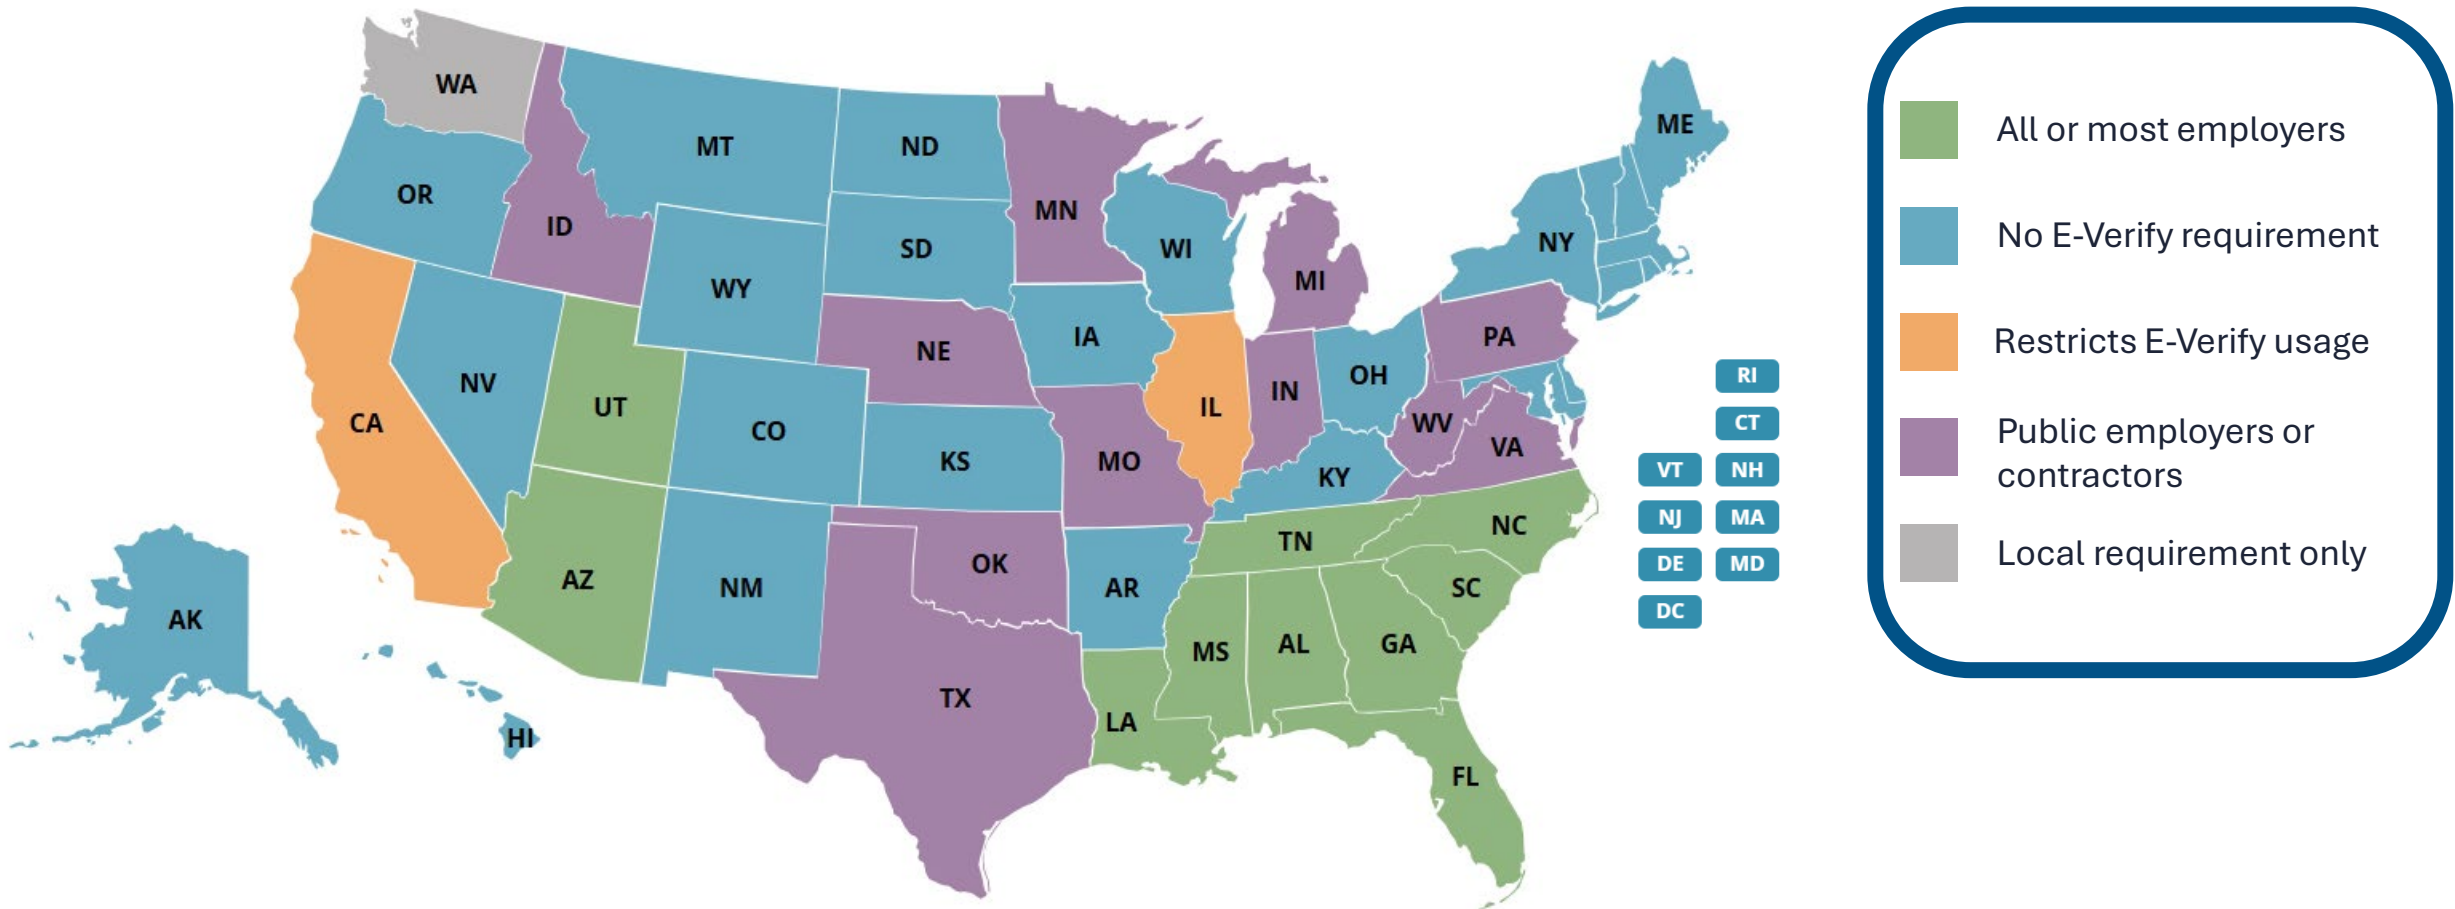 WA
MT
ND
MN
ME
OR
ID
SD
WI
NY
WY
MI
NE
IA
PA
NV
UT
CO
IL
IN
OH
CA
KS
MO
WV
VA
KY
AZ
NM
OK
AR
TN
NC
SC
AK
HI
TX
LA
MS
AL
GA
FL
RI
CT
VT NH
NJ MA
DE MD
DC
All or most employers
No E-Verify requirement
Restricts E-Verify usage
Public employers or
contractors
Local requirement only